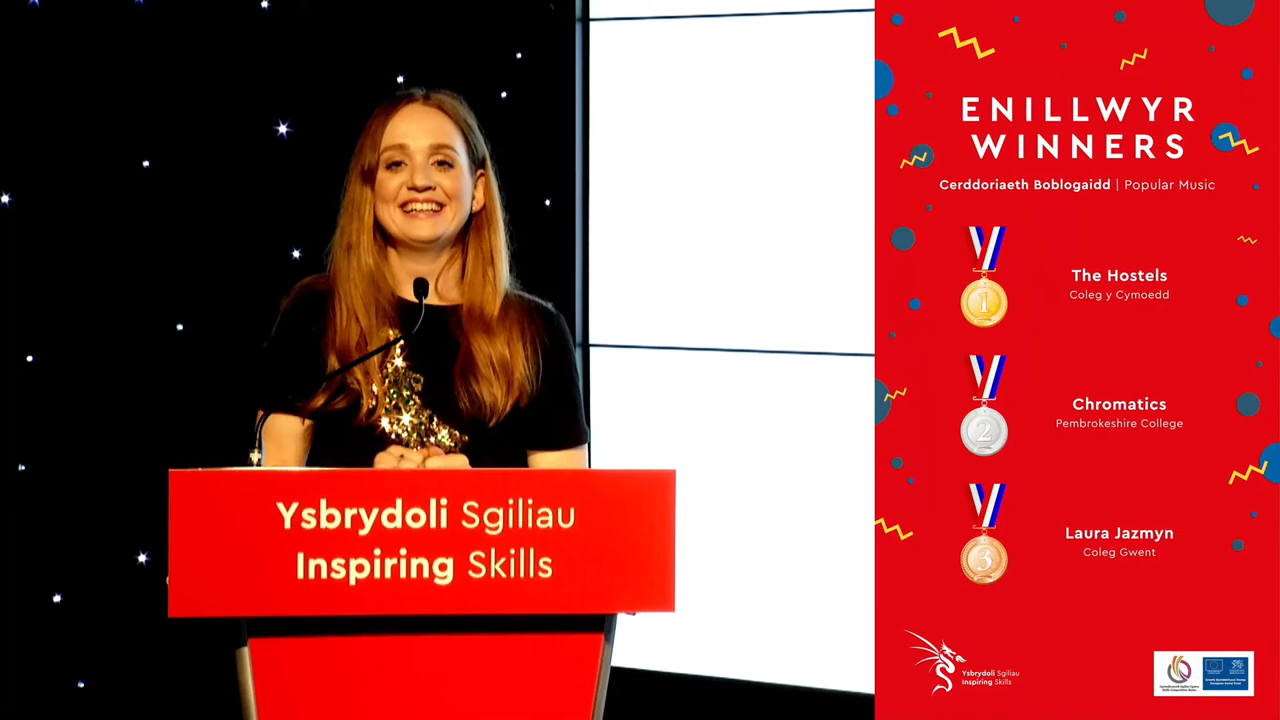 Ysbrydoli Sgiliau
Inspiring Skills
ENILLWYR
WINNERS
Cerddoriaeth Boblogaidd | Popular Music
1
The Hostels
Coleg y Cymoedd
2
Chromatics
Pembrokeshire College
3
Laura Jazmyn
Coleg Gwent
Ysbrydoli Sgiliau
Inspiring Skills